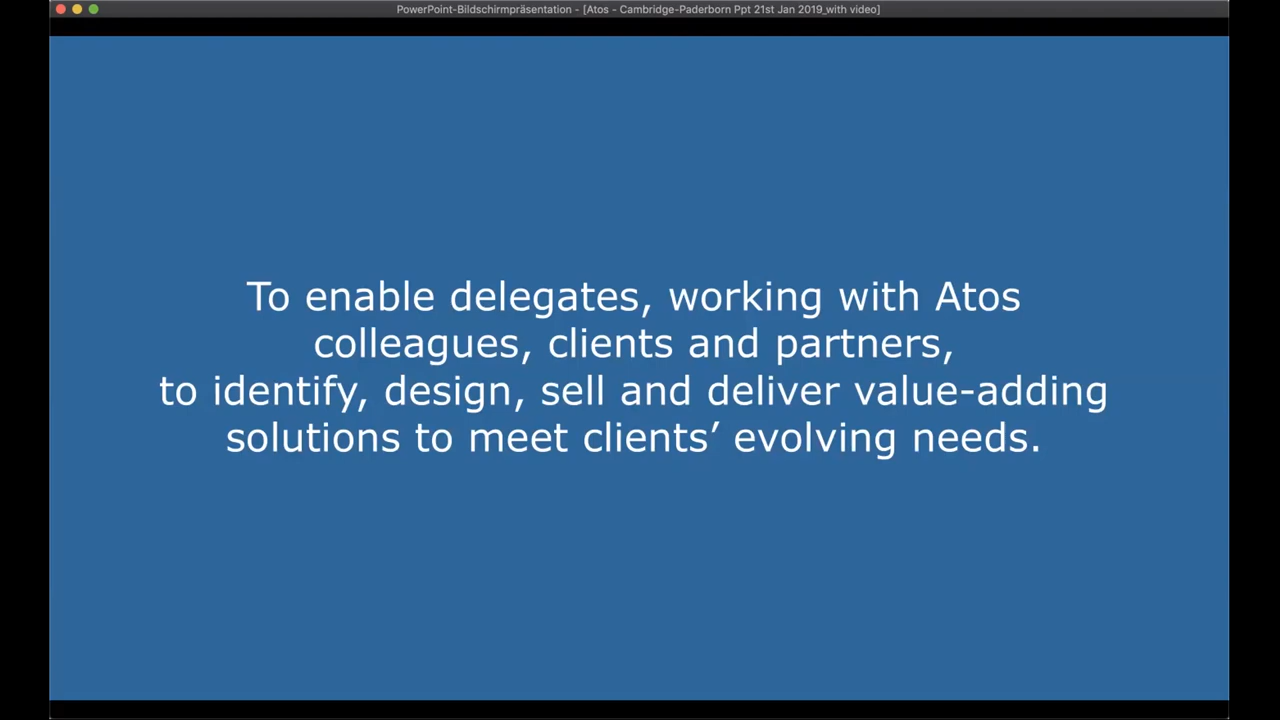 PowerPoint-Bildschirmpräsentation - [Atos - Cambridge-Paderborn Ppt 21st Jan 2019_with video]
To enable delegates, working with Atos
colleagues, clients and partners,
to identify, design, sell and deliver value-adding
solutions to meet clients’ evolving needs.